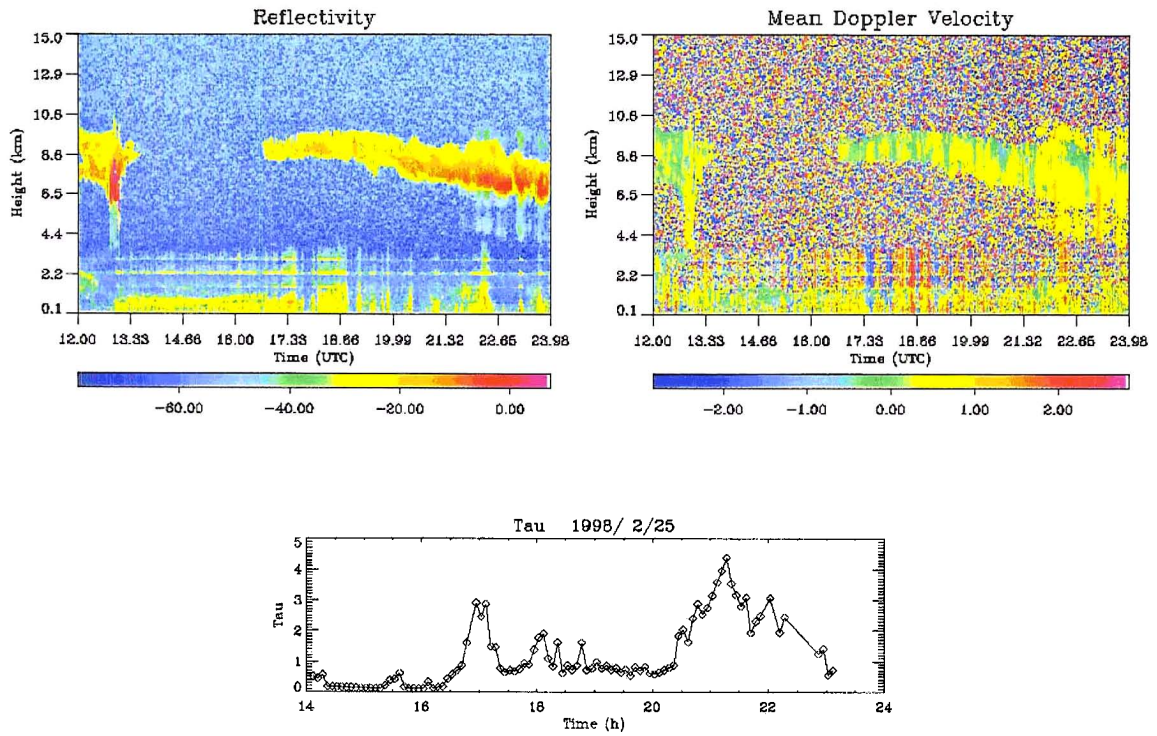 Reflectivity
Mean Doppler Velocity
15.0
12.9
10.8
8.6
6.5
4.4
2.2
0.1
Height (km)
12.00 13.33 14.66 16.00 17.33 18.66 19.99 21.32 22.65 23.98
Time (UTC)
-60.00 -40.00 -20.00 0.00
15.0
12.9
10.8
8.6
6.5
4.4
2.2
0.1
Height (km)
12.00 13.33 14.66 16.00 17.33 18.66 19.99 21.32 22.65 23.98
Time (UTC)
-2.00 -1.00 0.00 1.00 2.00
Tau 1998/ 2/25
5
4
3
2
1
0
Tau
14 16 18 20 22 24
Time (h)